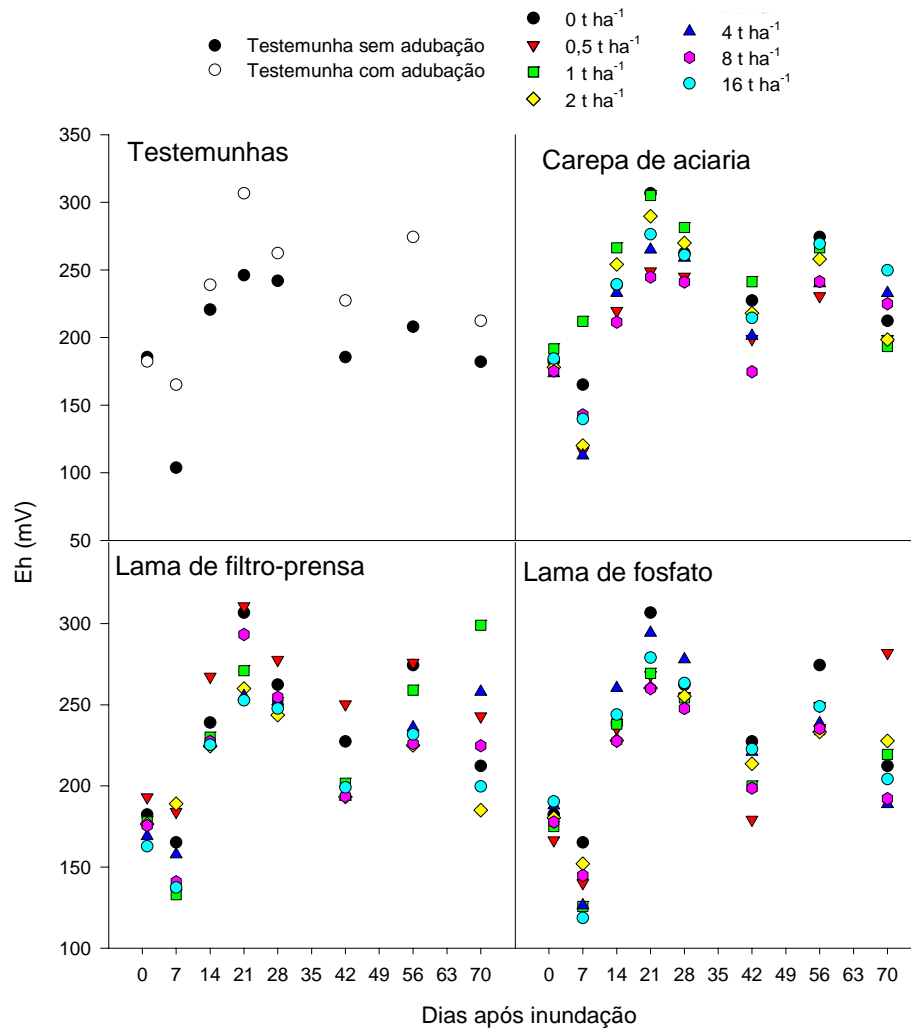 Testemunha sem adubação
Testemunha com adubação
0 t ha⁻¹
0,5 t ha⁻¹
1 t ha⁻¹
2 t ha⁻¹
4 t ha⁻¹
8 t ha⁻¹
16 t ha⁻¹
Testemunhas
Carepa de aciaria
350
300
250
200
150
100
50
Eh (mV)
Lama de filtro-prensa
Lama de fosfato
300
250
200
150
100
0 7 14 21 28 35 42 49 56 63 70
0 7 14 21 28 35 42 49 56 63 70
Dias após inundação